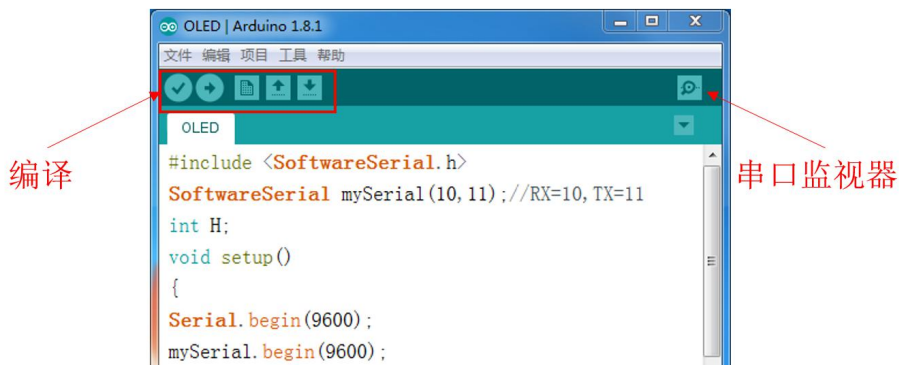 OLED | Arduino 1.8.1
文件 编辑 项目 工具 帮助
OLED
编译
串口监视器
#include <SoftwareSerial.h>
SoftwareSerial mySerial(10,11);//RX=10,TX=11
int H;
void setup()
{
Serial.begin(9600);
mySerial.begin(9600);